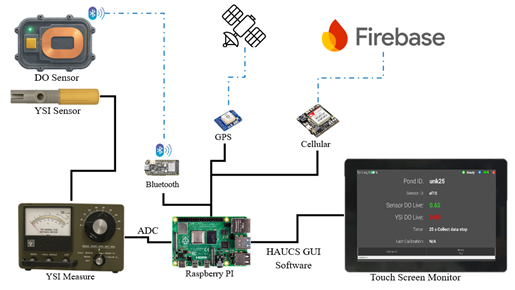 Firebase
DO Sensor
YSI Sensor
GPS
Cellular
Bluetooth
ADC
YSI Measure
Raspberry PI
HAUCS GUI
Software
Pond ID: unk25
Sensor ID:
Sensor DO Live: 0.83
YSI DO Live:
Timer: 25 s Collect data stop
Last Calibration: N/A
Touch Screen Monitor